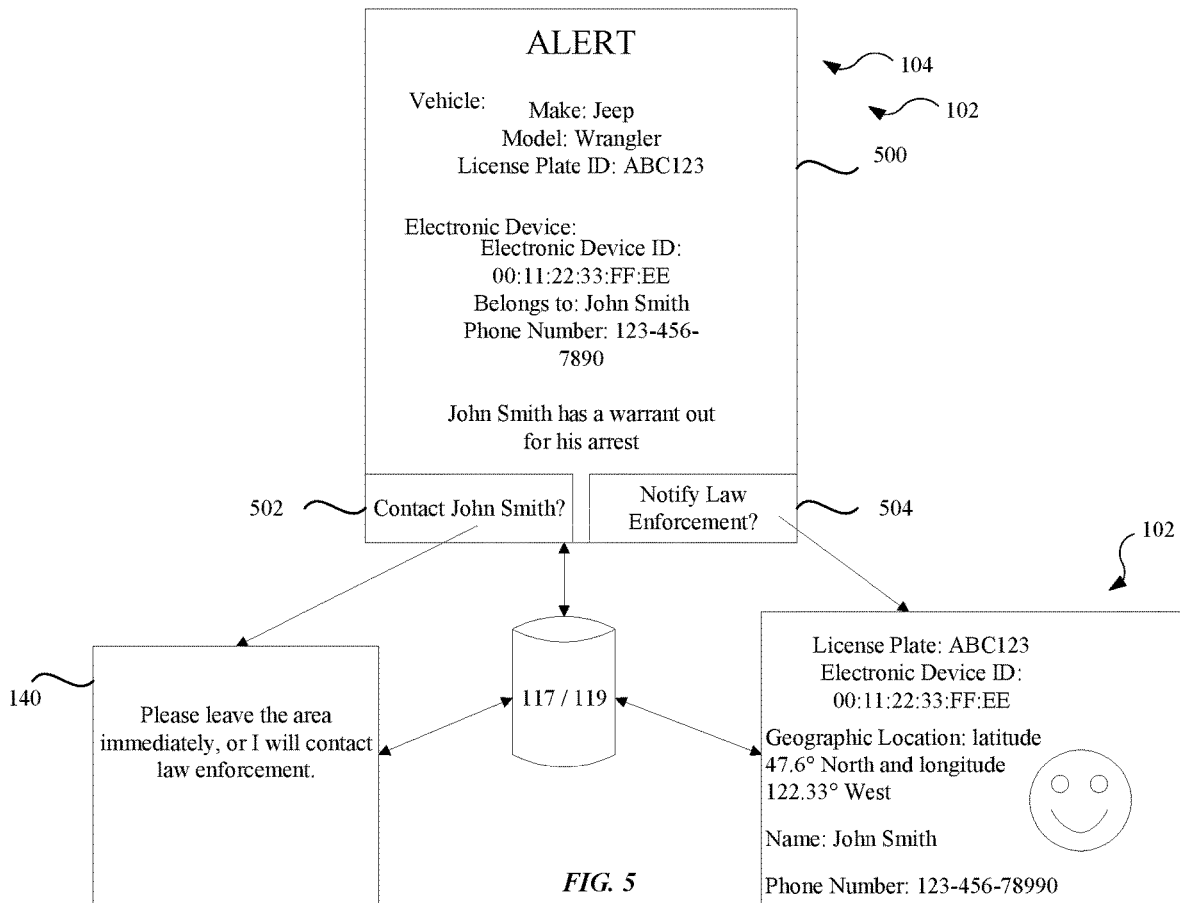 ALERT
104
Vehicle:
Make: Jeep
102
Model: Wrangler
License Plate ID: ABC123
500
Electronic Device:
Electronic Device ID:
00:11:22:33:FF:EE
Belongs to: John Smith
Phone Number: 123-456-
7890
John Smith has a warrant out
for his arrest
502
Contact John Smith?
Notify Law
Enforcement?
504
102
140
Please leave the area
immediately, or I will contact
law enforcement.
117 / 119
License Plate: ABC123
Electronic Device ID:
00:11:22:33:FF:EE
Geographic Location: latitude
47.6° North and longitude
122.33° West
Name: John Smith
Phone Number: 123-456-78990
FIG. 5